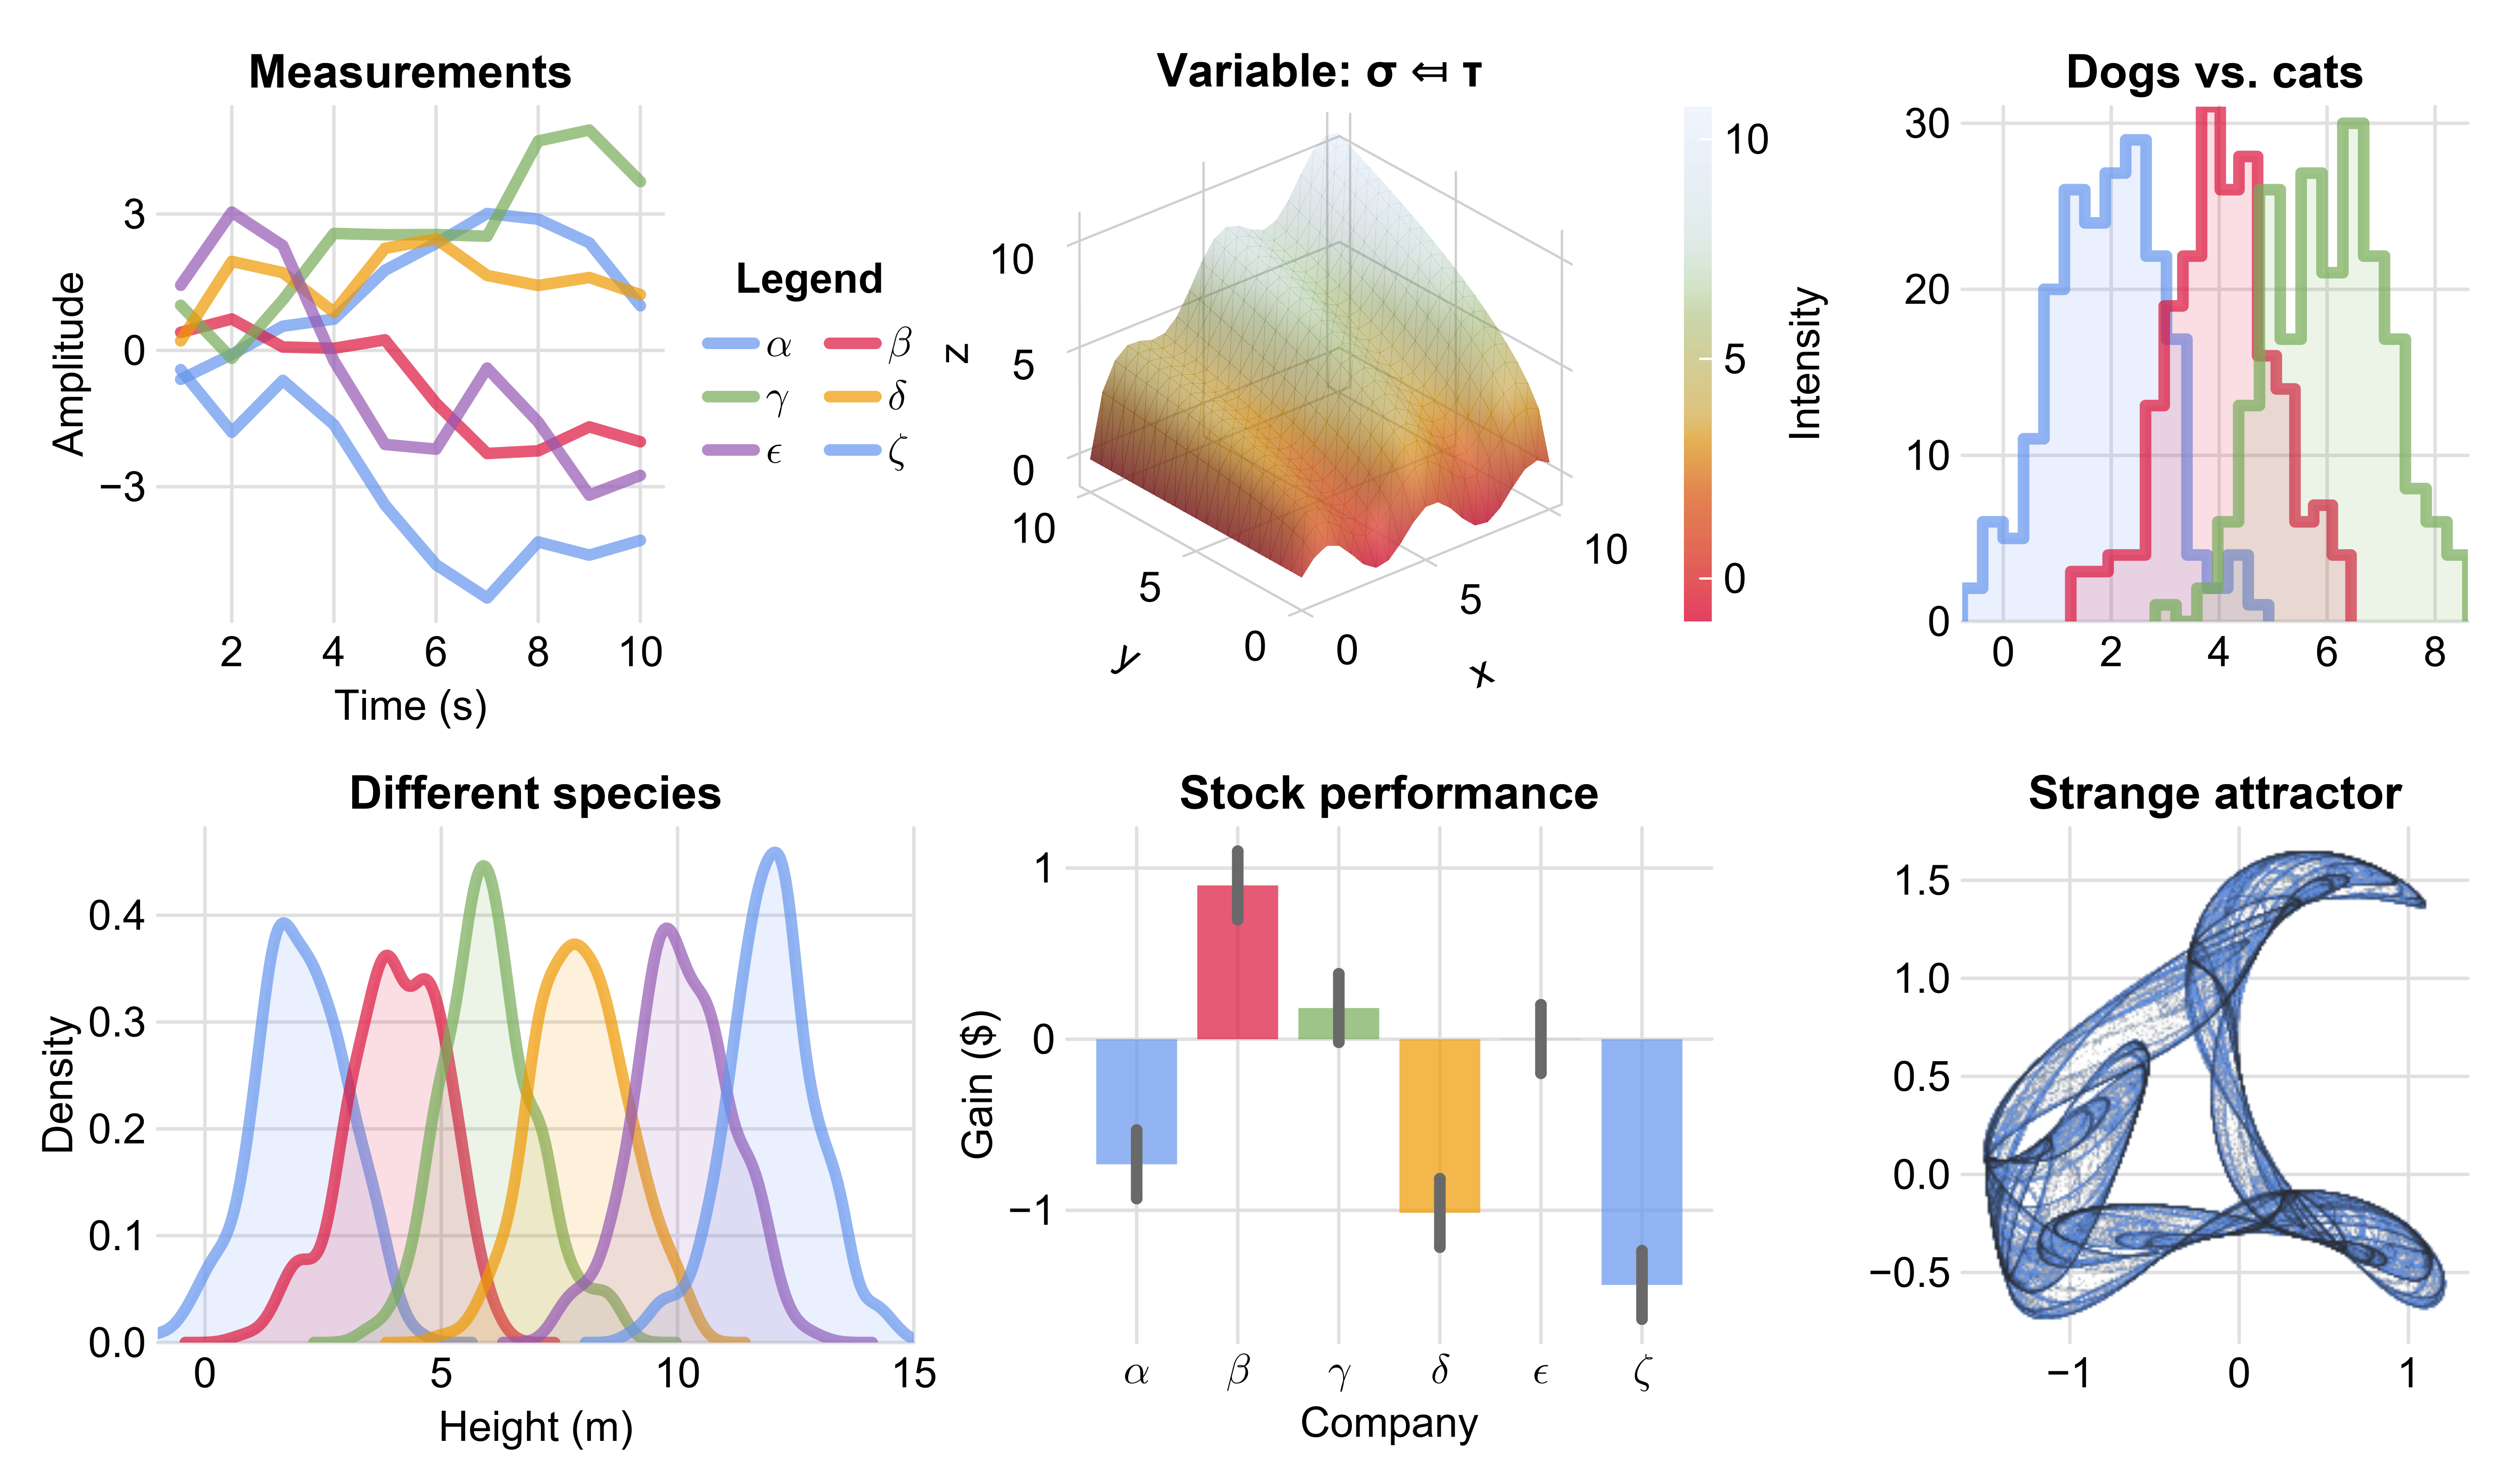 Measurements
Amplitude
3
0
−3
2 4 6 8 10
Time (s)
Legend
α β
γ δ
ϵ ζ
Variable: σ ⤆ τ
z
10
5
0
10
5
0
y
0
5
10
x
10
5
0
Intensity
Dogs vs. cats
30
20
10
0
0 2 4 6 8
Different species
Density
0.4
0.3
0.2
0.1
0.0
0 5 10 15
Height (m)
Stock performance
Gain ($)
1
0
−1
α β γ δ ϵ ζ
Company
Strange attractor
1.5
1.0
0.5
0.0
−0.5
−1 0 1